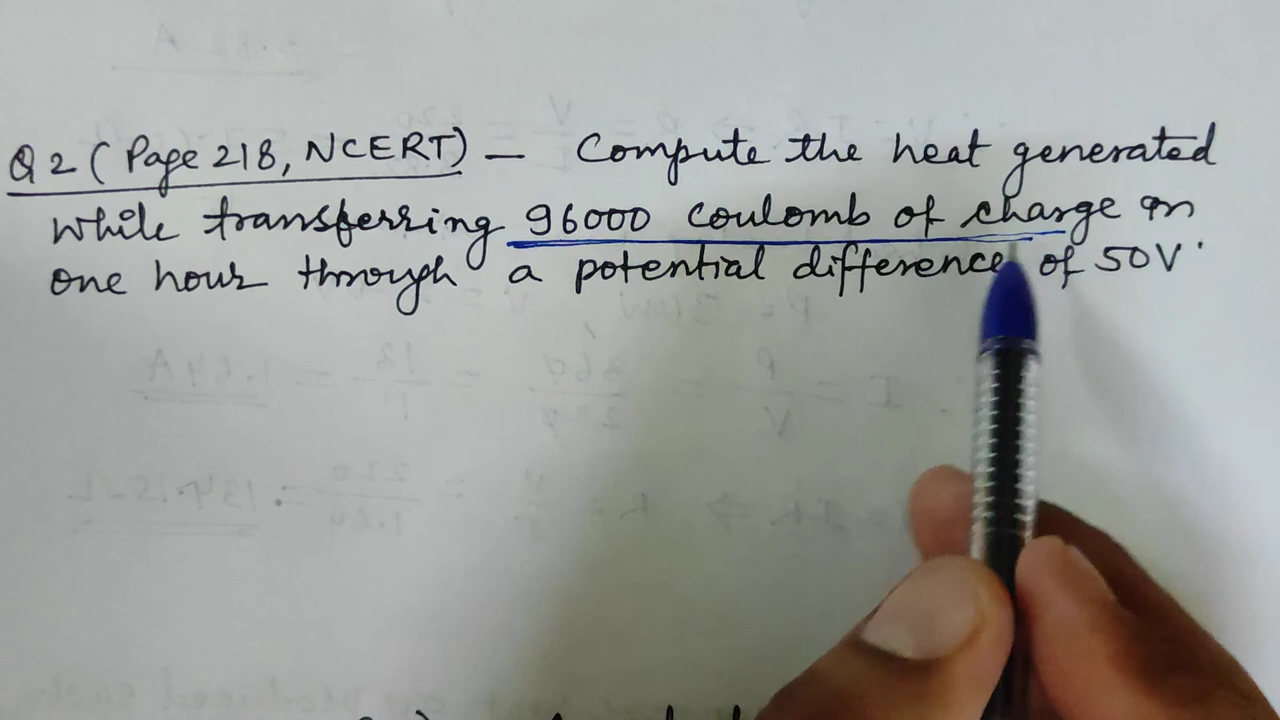 Q2 (Page 218, NCERT) — Compute the heat generated
while transferring 96000 coulomb of charge in
one hour through a potential difference of 50V.